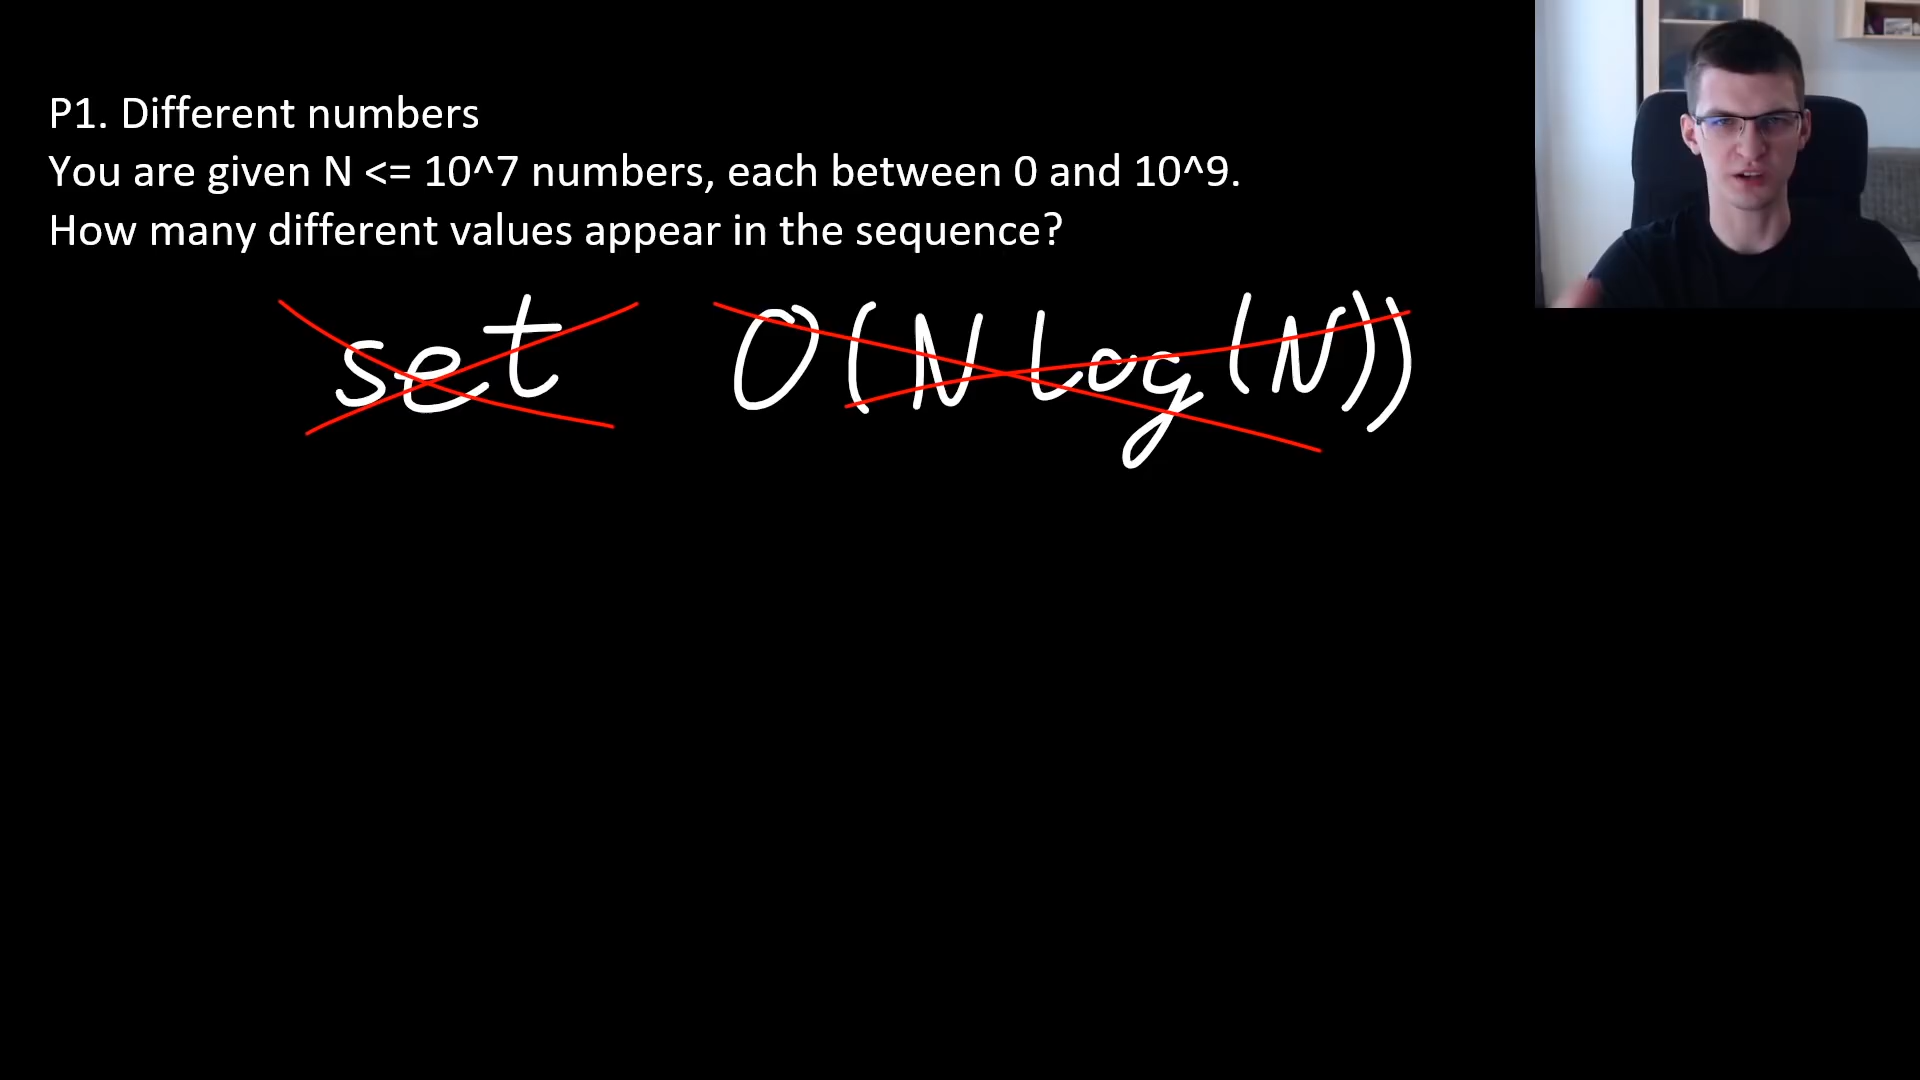 P1. Different numbers
You are given N <= 10^7 numbers, each between 0 and 10^9.
How many different values appear in the sequence?
set O(N log(N))